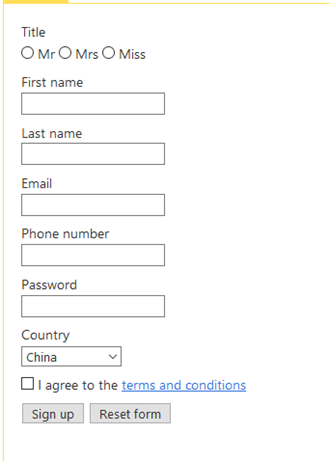 Title
Mr Mrs Miss
First name
Last name
Email
Phone number
Password
Country
China
I agree to the terms and conditions
Sign up Reset form